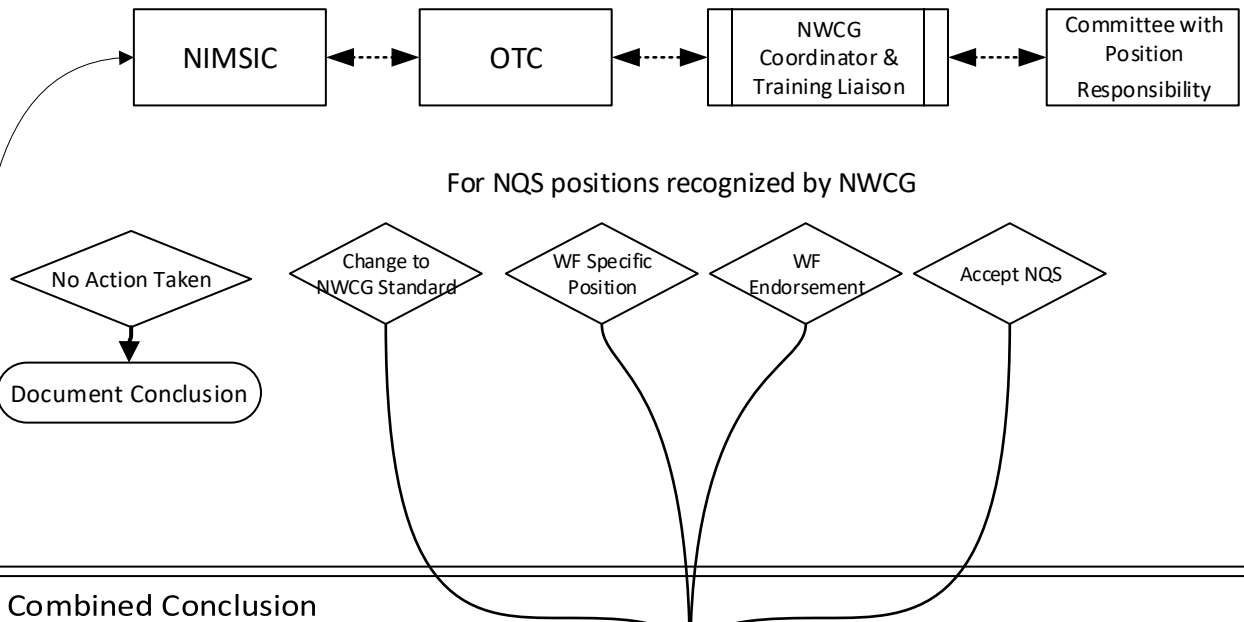 NIMSIC
OTC
NWCG
Coordinator &
Training Liaison
Committee with
Position
Responsibility
For NQS positions recognized by NWCG
No Action Taken
Change to
NWCG Standard
WF Specific
Position
WF
Endorsement
Accept NQS
Document Conclusion
Combined Conclusion